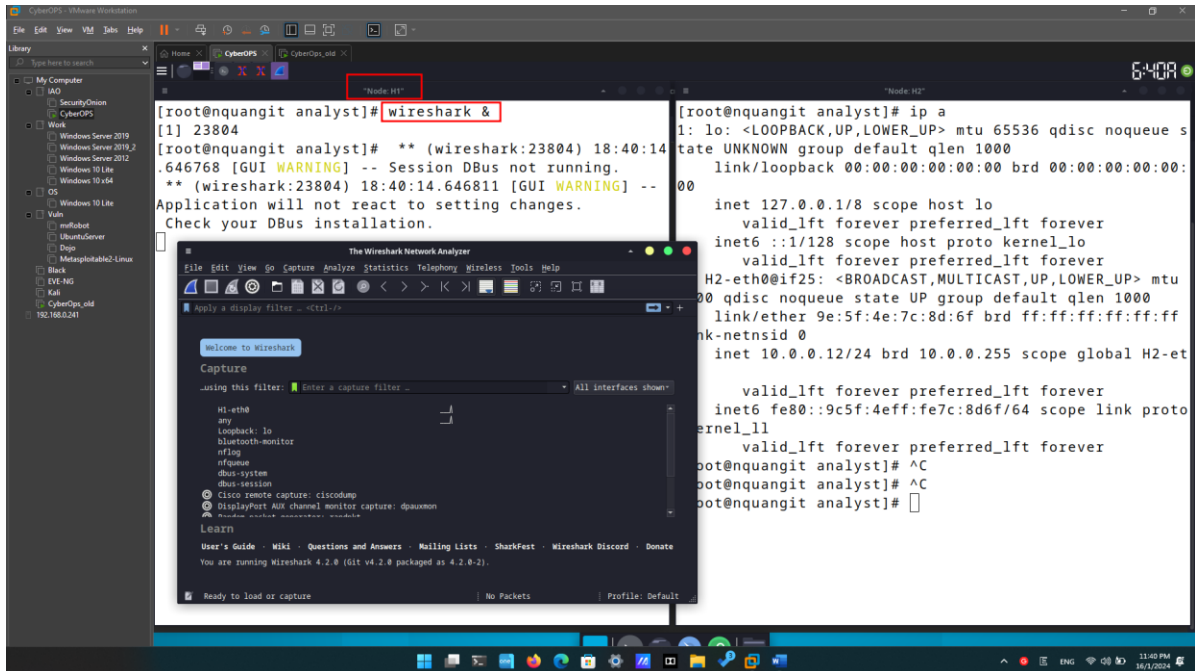 CyberOPS - VMware Workstation
File Edit View VM Tabs Help
Library
Type here to search
My Computer
IAO
SecurityOnion
CyberOPS
Work
Windows Server 2019
Windows Server 2019_2
Windows Server 2012
Windows 10 Lite
Windows 10 x64
OS
Windows 10 Lite
Vuln
mrRobot
UbuntuServer
Dojo
Metasploitable2-Linux
Black
EVE-NG
Kali
CyberOps_old
192.168.0.241
Home CyberOPS CyberOps_old
6:40
"Node: H1"
[root@nquangit analyst]# wireshark &
[1] 23804
[root@nquangit analyst]# ** (wireshark:23804) 18:40:14
.646768 [GUI WARNING] -- Session DBus not running.
** (wireshark:23804) 18:40:14.646811 [GUI WARNING] --
Application will not react to setting changes.
Check your DBus installation.
The Wireshark Network Analyzer
File Edit View Go Capture Analyze Statistics Telephony Wireless Tools Help
Apply a display filter … <Ctrl-/>
Welcome to Wireshark
Capture
…using this filter: Enter a capture filter … All interfaces shown
H1-eth0
any
Loopback: lo
bluetooth-monitor
nflog
nfqueue
dbus-system
dbus-session
Cisco remote capture: ciscodump
DisplayPort AUX channel monitor capture: dpauxmon
Learn
User's Guide · Wiki · Questions and Answers · Mailing Lists · SharkFest · Wireshark Discord · Donate
You are running Wireshark 4.2.0 (Git v4.2.0 packaged as 4.2.0-2).
Ready to load or capture No Packets Profile: Default
"Node: H2"
[root@nquangit analyst]# ip a
1: lo: <LOOPBACK,UP,LOWER_UP> mtu 65536 qdisc noqueue s
tate UNKNOWN group default qlen 1000
link/loopback 00:00:00:00:00:00 brd 00:00:00:00:00:
00
inet 127.0.0.1/8 scope host lo
valid_lft forever preferred_lft forever
inet6 ::1/128 scope host proto kernel_lo
valid_lft forever preferred_lft forever
H2-eth0@if25: <BROADCAST,MULTICAST,UP,LOWER_UP> mtu
00 qdisc noqueue state UP group default qlen 1000
link/ether 9e:5f:4e:7c:8d:6f brd ff:ff:ff:ff:ff:ff
nk-netnsid 0
inet 10.0.0.12/24 brd 10.0.0.255 scope global H2-et
valid_lft forever preferred_lft forever
inet6 fe80::9c5f:4eff:fe7c:8d6f/64 scope link proto
ernel_ll
valid_lft forever preferred_lft forever
oot@nquangit analyst]# ^C
oot@nquangit analyst]# ^C
oot@nquangit analyst]#
ENG
11:40 PM
16/1/2024